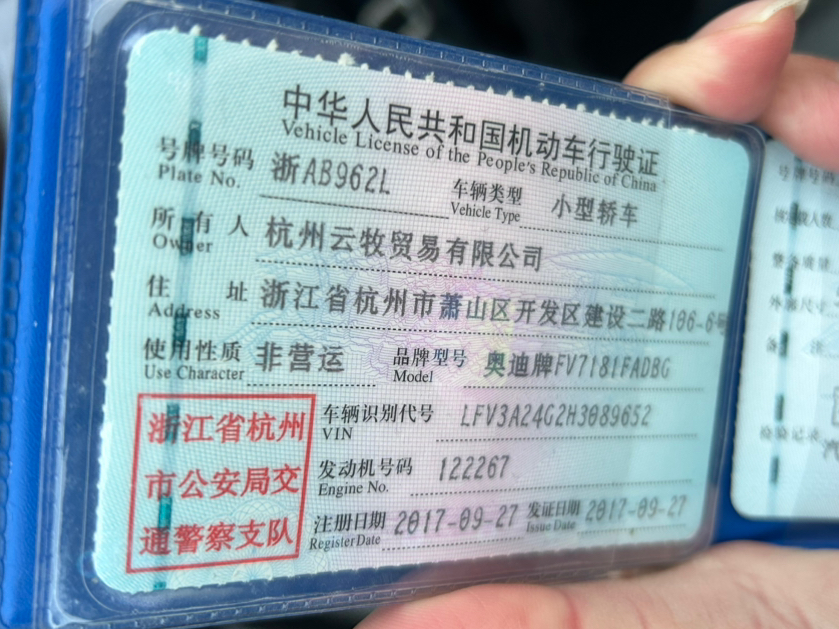 中华人民共和国机动车行驶证
Vehicle License of the People's Republic of China
号牌号码 浙AB962L 车辆类型 小型轿车
Plate No. Vehicle Type
所有人 杭州云牧贸易有限公司
Owner
住址 浙江省杭州市萧山区开发区建设二路106-6号
Address
使用性质 非营运 品牌型号 奥迪牌FV7181FADBG
Use Character Model
浙江省杭州
市公安局交
通警察支队
车辆识别代号 LFV3A24G2H3089652
VIN
发动机号码 122267
Engine No.
注册日期 2017-09-27 发证日期 2017-09-27
Register Date Issue Date
号牌号码
检验记录